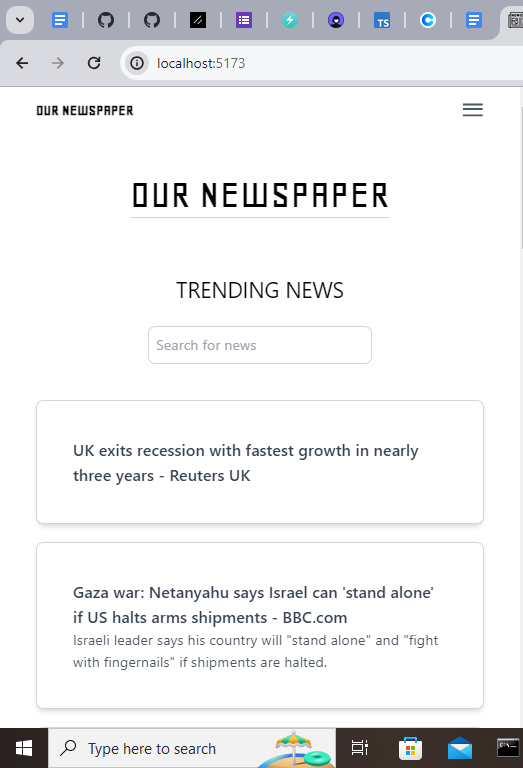 TS
localhost:5173
OUR NEWSPAPER
OUR NEWSPAPER
TRENDING NEWS
Search for news
UK exits recession with fastest growth in nearly
three years - Reuters UK
Gaza war: Netanyahu says Israel can 'stand alone'
if US halts arms shipments - BBC.com
Israeli leader says his country will "stand alone" and "fight
with fingernails" if shipments are halted.
Type here to search